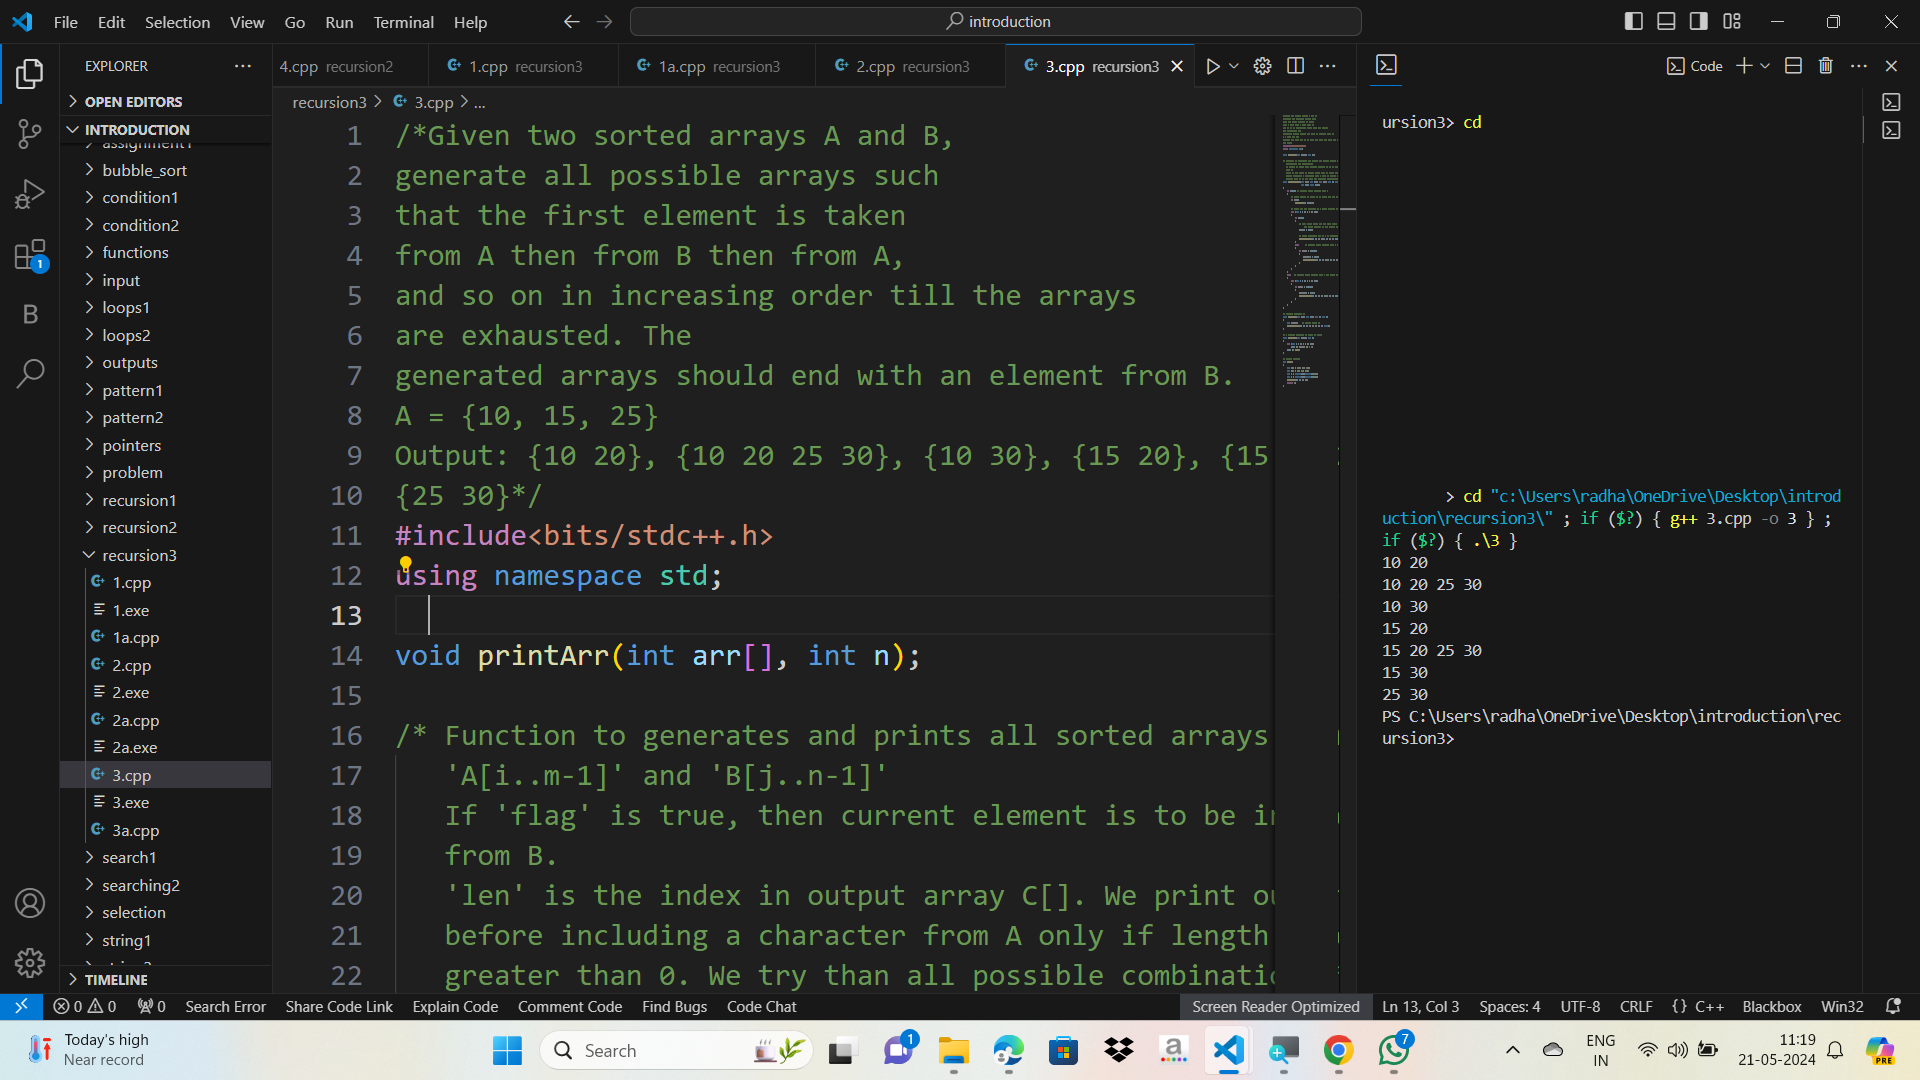 File Edit Selection View Go Run Terminal Help
introduction
EXPLORER
OPEN EDITORS
INTRODUCTION
assignment1
bubble_sort
condition1
condition2
functions
input
loops1
loops2
outputs
pattern1
pattern2
pointers
problem
recursion1
recursion2
recursion3
1.cpp
1.exe
1a.cpp
2.cpp
2.exe
2a.cpp
2a.exe
3.cpp
3.exe
3a.cpp
search1
searching2
selection
string1
TIMELINE
4.cpp recursion2
1.cpp recursion3
1a.cpp recursion3
2.cpp recursion3
3.cpp recursion3
recursion3 > 3.cpp > ...
1 /*Given two sorted arrays A and B,
2 generate all possible arrays such
3 that the first element is taken
4 from A then from B then from A,
5 and so on in increasing order till the arrays
6 are exhausted. The
7 generated arrays should end with an element from B.
8 A = {10, 15, 25}
9 Output: {10 20}, {10 20 25 30}, {10 30}, {15 20}, {15
10 {25 30}*/
11 #include<bits/stdc++.h>
12 using namespace std;
13
14 void printArr(int arr[], int n);
15
16 /* Function to generates and prints all sorted arrays
17 'A[i..m-1]' and 'B[j..n-1]'
18 If 'flag' is true, then current element is to be
19 from B.
20 'len' is the index in output array C[]. We print
21 before including a character from A only if length
22 greater than 0. We try than all possible
Code
ursion3> cd
> cd "c:\Users\radha\OneDrive\Desktop\introd
uction\recursion3\" ; if ($?) { g++ 3.cpp -o 3 } ;
if ($?) { .\3 }
10 20
10 20 25 30
10 30
15 20
15 20 25 30
15 30
25 30
PS C:\Users\radha\OneDrive\Desktop\introduction\rec
ursion3>
0 0 0 Search Error Share Code Link Explain Code Comment Code Find Bugs Code Chat
Screen Reader Optimized Ln 13, Col 3 Spaces: 4 UTF-8 CRLF {} C++ Blackbox Win32
Today's high
Near record
Search
ENG
IN
11:19
21-05-2024